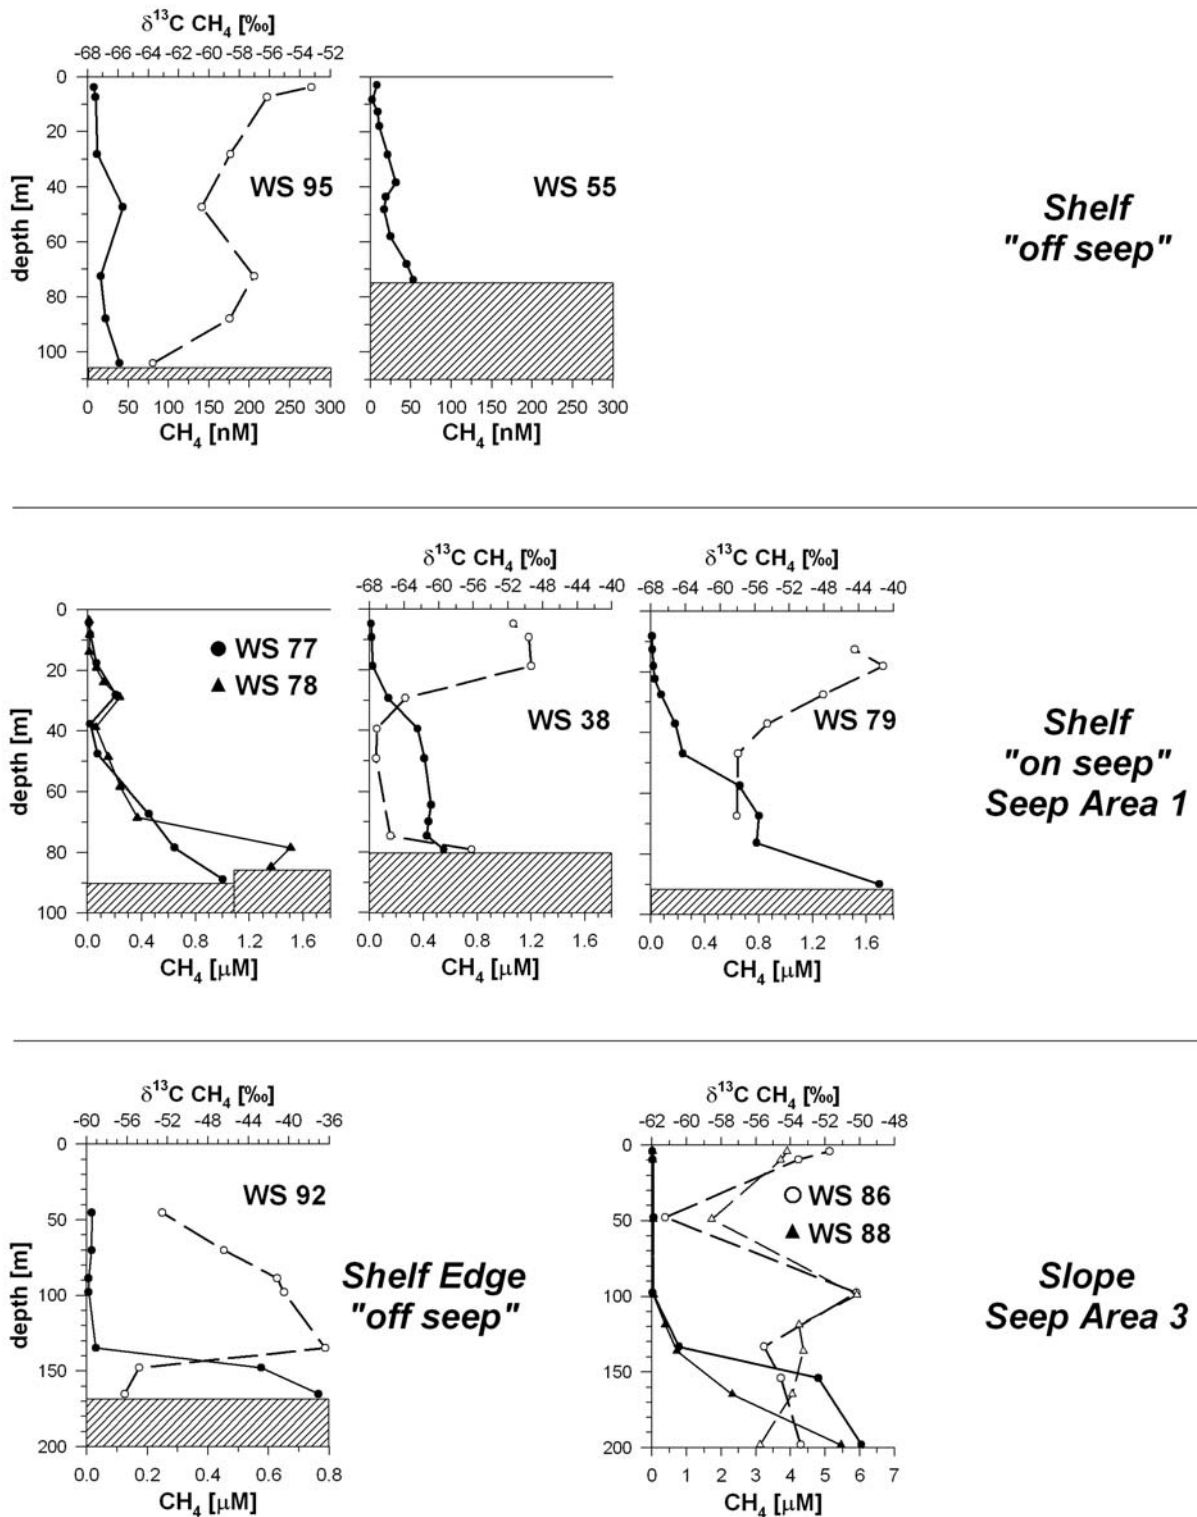 δ13C CH4 [‰]
-68 -66 -64 -62 -60 -58 -56 -54 -52
0
20
40
60
80
100
depth [m]
WS 95
WS 55
0 50 100 150 200 250 300
CH4 [nM]
0 50 100 150 200 250 300
CH4 [nM]
Shelf
"off seep"
δ13C CH4 [‰]
-68 -64 -60 -56 -52 -48 -44 -40
δ13C CH4 [‰]
-68 -64 -60 -56 -52 -48 -44 -40
0
20
40
60
80
100
depth [m]
WS 77
WS 78
WS 38
WS 79
0.0 0.4 0.8 1.2 1.6
CH4 [μM]
0.0 0.4 0.8 1.2 1.6
CH4 [μM]
0.0 0.4 0.8 1.2 1.6
CH4 [μM]
Shelf
"on seep"
Seep Area 1
δ13C CH4 [‰]
-60 -56 -52 -48 -44 -40 -36
0
50
100
150
200
depth [m]
WS 92
0.0 0.2 0.4 0.6 0.8
CH4 [μM]
Shelf Edge
"off seep"
δ13C CH4 [‰]
-62 -60 -58 -56 -54 -52 -50 -48
0
50
100
150
200
WS 86
WS 88
0 1 2 3 4 5 6 7
CH4 [μM]
Slope
Seep Area 3